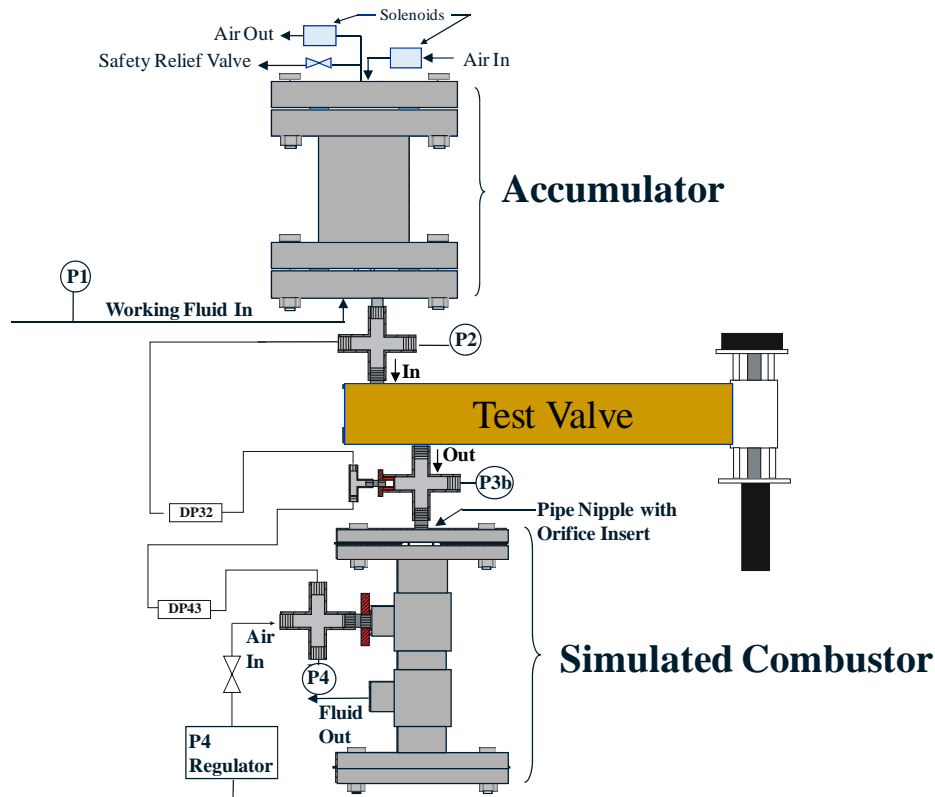 Solenoids
Air Out
Safety Relief Valve
Air In
Accumulator
P1
Working Fluid In
P2
In
Test Valve
Out
P3b
DP32
Pipe Nipple with
Orifice Insert
DP43
Air
In
Simulated Combustor
P4
Fluid
Out
P4
Regulator